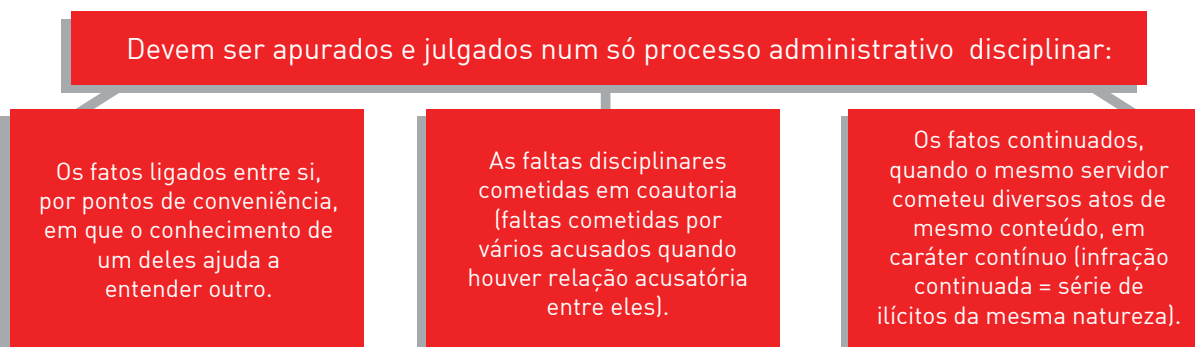 Devem ser apurados e julgados num só processo administrativo disciplinar:
Os fatos ligados entre si,
por pontos de conveniência,
em que o conhecimento de
um deles ajuda a
entender outro.
As faltas disciplinares
cometidas em coautoria
(faltas cometidas por
vários acusados quando
houver relação acusatória
entre eles).
Os fatos continuados,
quando o mesmo servidor
cometeu diversos atos de
mesmo conteúdo, em
caráter contínuo (infração
continuada = série de
ilícitos da mesma natureza).